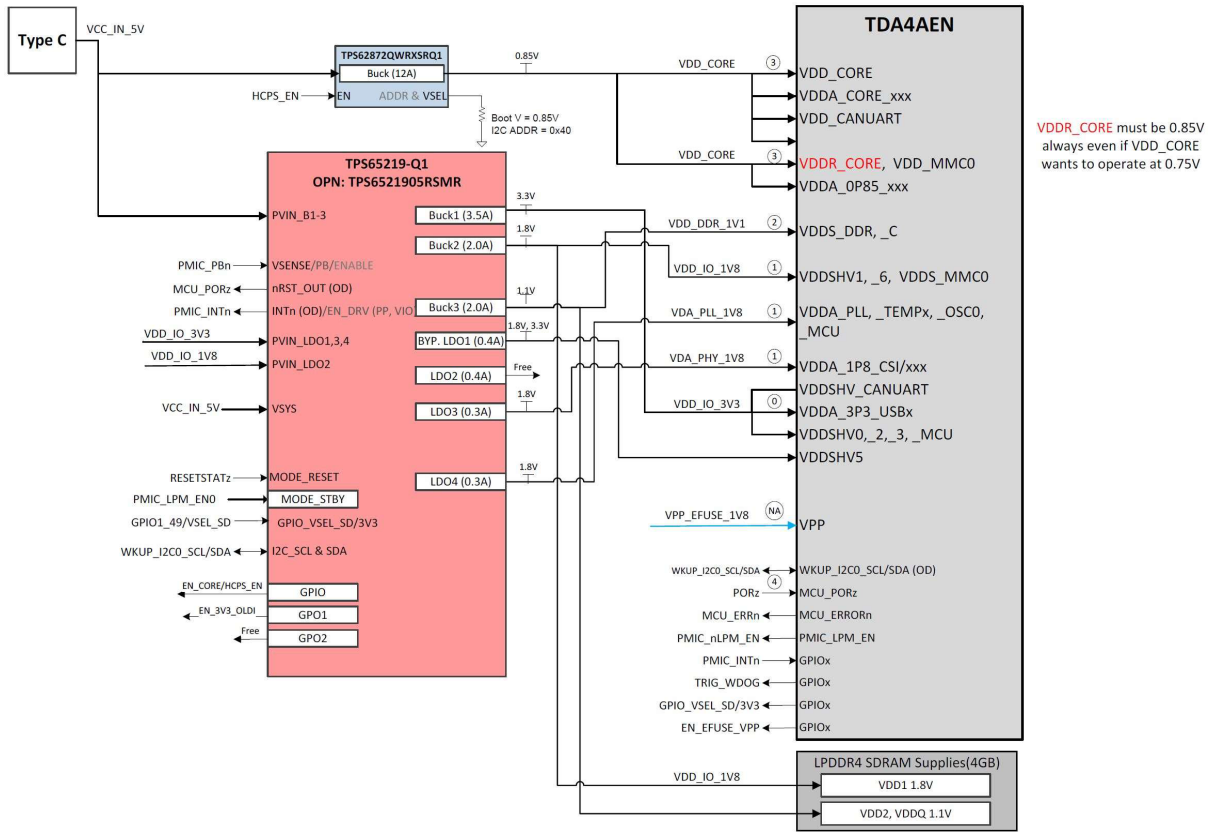 Type C
VCC_IN_5V
TPS62872QWRXSRQ1
Buck (12A)
HCPS_EN
EN
ADDR & VSEL
0.85V
Boot V = 0.85V
I2C ADDR = 0x40
TPS65219-Q1
OPN: TPS6521905RSMR
PVIN_B1-3
PMIC_PBn
VSENSE/PB/ENABLE
MCU_PORz
nRST_OUT (OD)
PMIC_INTn
INTn (OD)/EN_DRV (PP, VIO)
VDD_IO_3V3
PVIN_LDO1,3,4
VDD_IO_1V8
PVIN_LDO2
VCC_IN_5V
VSYS
RESETSTATz
MODE_RESET
PMIC_LPM_EN0
MODE_STBY
GPIO1_49/VSEL_SD
GPIO_VSEL_SD/3V3
WKUP_I2C0_SCL/SDA
I2C_SCL & SDA
EN_CORE/HCPS_EN
GPIO
EN_3V3_OLDI
GPO1
Free
GPO2
Buck1 (3.5A)
3.3V
Buck2 (2.0A)
1.8V
Buck3 (2.0A)
1.1V
BYP. LDO1 (0.4A)
1.8V, 3.3V
LDO2 (0.4A)
Free
LDO3 (0.3A)
1.8V
LDO4 (0.3A)
1.8V
TDA4AEN
VDD_CORE
3
VDD_CORE
VDDA_CORE_xxx
VDD_CANUART
VDD_CORE
3
VDDR_CORE, VDD_MMC0
VDDA_0P85_xxx
VDD_DDR_1V1
2
VDDS_DDR, _C
VDD_IO_1V8
1
VDDSHV1, _6, VDDS_MMC0
VDA_PLL_1V8
1
VDDA_PLL, _TEMPx, _OSC0,
_MCU
VDA_PHY_1V8
1
VDDA_1P8_CSI/xxx
VDDSHV_CANUART
VDD_IO_3V3
0
VDDA_3P3_USBx
VDDSHV0,_2,_3, _MCU
VDDSHV5
VPP_EFUSE_1V8
NA
VPP
WKUP_I2C0_SCL/SDA
WKUP_I2C0_SCL/SDA (OD)
PORz
4
MCU_PORz
MCU_ERRn
MCU_ERRORn
PMIC_nLPM_EN
PMIC_LPM_EN
PMIC_INTn
GPIOx
TRIG_WDOG
GPIOx
GPIO_VSEL_SD/3V3
GPIOx
EN_EFUSE_VPP
GPIOx
VDDR_CORE must be 0.85V
always even if VDD_CORE
wants to operate at 0.75V
LPDDR4 SDRAM Supplies(4GB)
VDD_IO_1V8
VDD1 1.8V
VDD2, VDDQ 1.1V